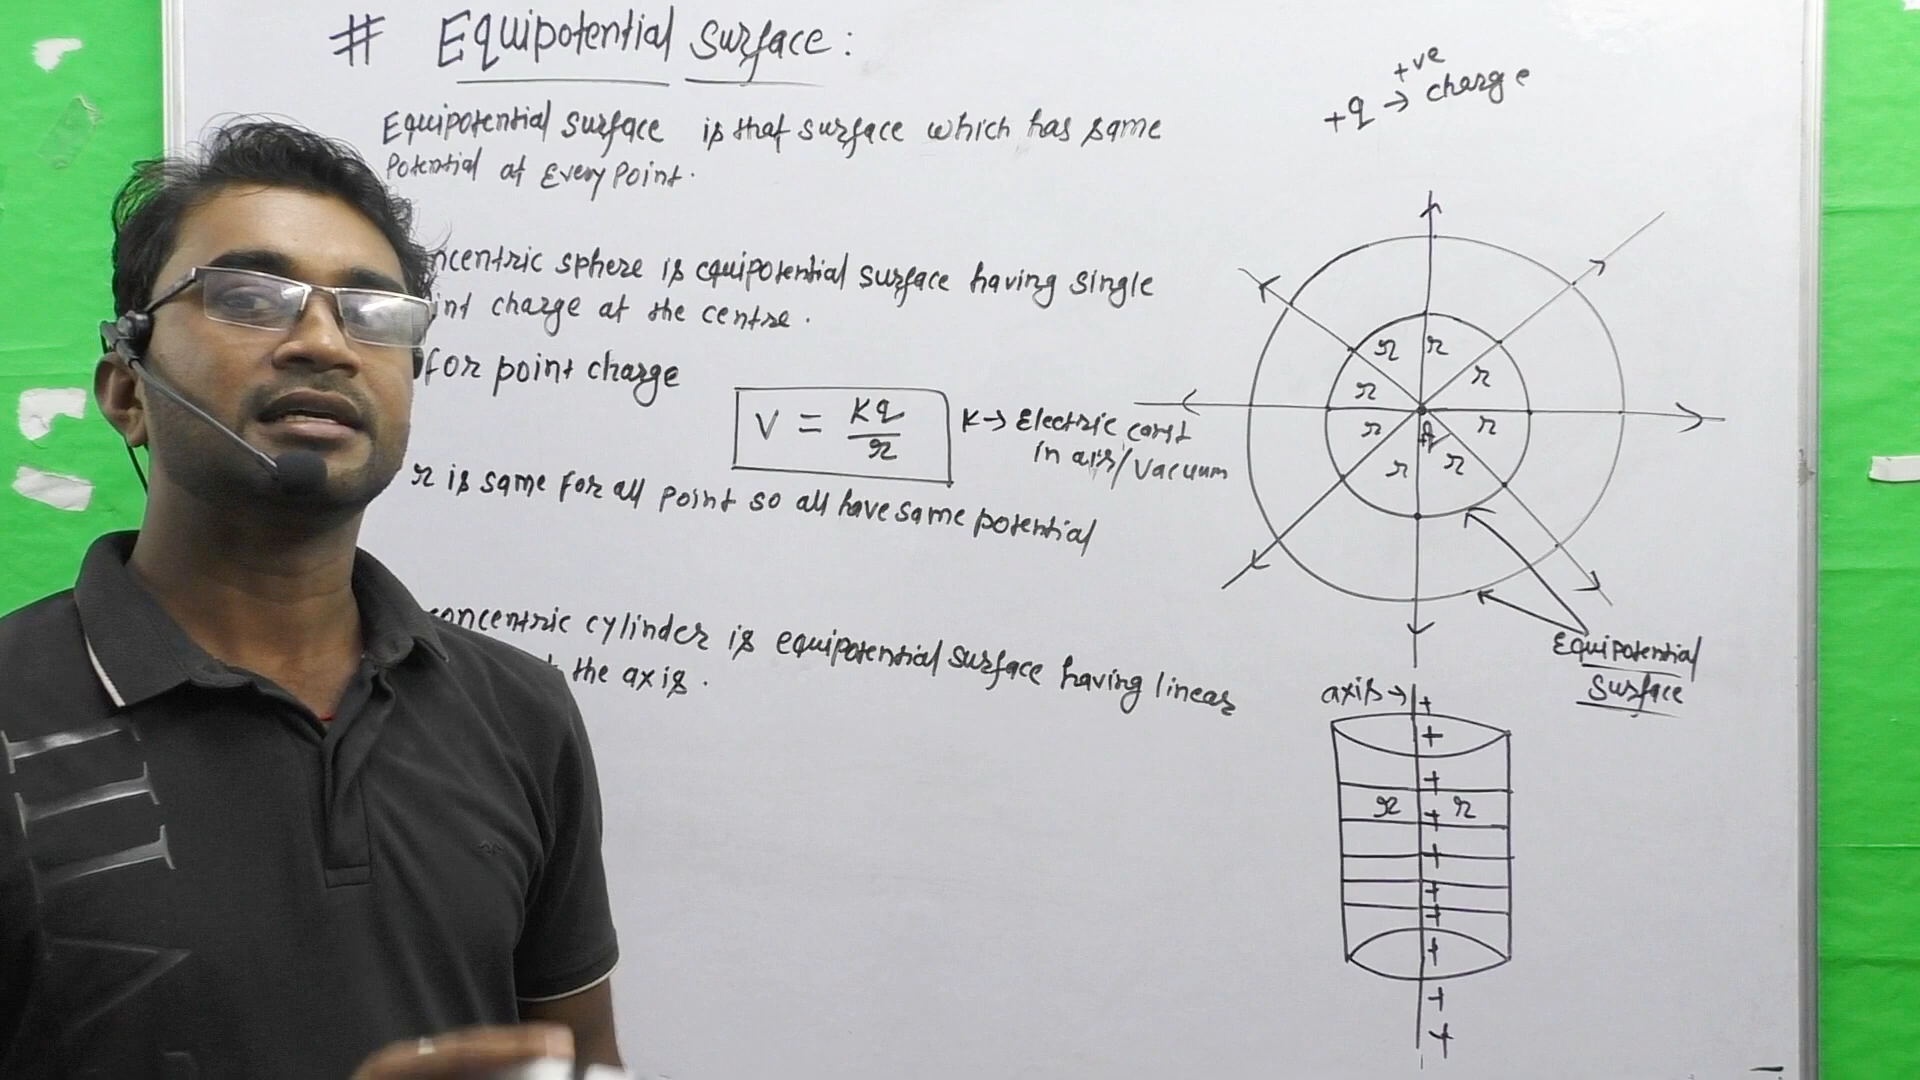 # Equipotential Surface:
Equipotential Surface is that surface which has same
Potential at Every Point.
ncentric sphere is equipotential surface having single
int charge at the centre.
for point charge
V = Kq/r
K→ Electric const
in air/vacuum
r is same for all point so all have same potential
concentric cylinder is equipotential surface having linear
the axis.
+ve
+q → charge
r r
r r
r r
r r
q
Equipotential
Surface
axis→ +
+
+
r + r
+
+
+
+
+
+